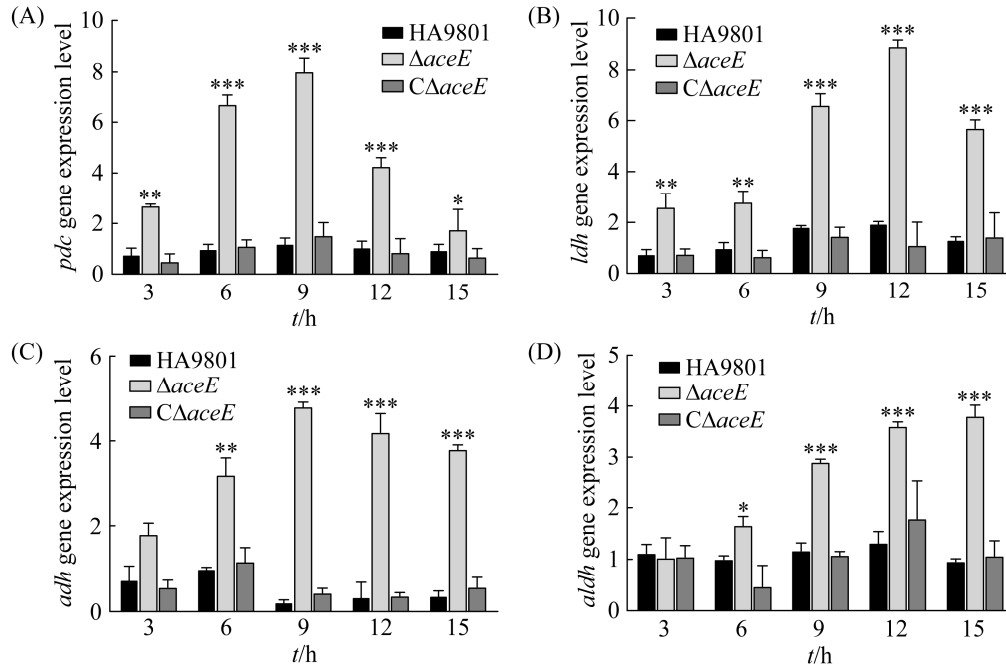 (A)
pdc gene expression level
10
8
6
4
2
0
HA9801
ΔaceE
CΔaceE
**
***
***
***
*
3 6 9 12 15
t/h
(B)
ldh gene expression level
10
8
6
4
2
0
HA9801
ΔaceE
CΔaceE
**
**
***
***
***
3 6 9 12 15
t/h
(C)
adh gene expression level
6
4
2
0
HA9801
ΔaceE
CΔaceE
**
***
***
***
3 6 9 12 15
t/h
(D)
aldh gene expression level
5
4
3
2
1
0
HA9801
ΔaceE
CΔaceE
*
***
***
***
3 6 9 12 15
t/h